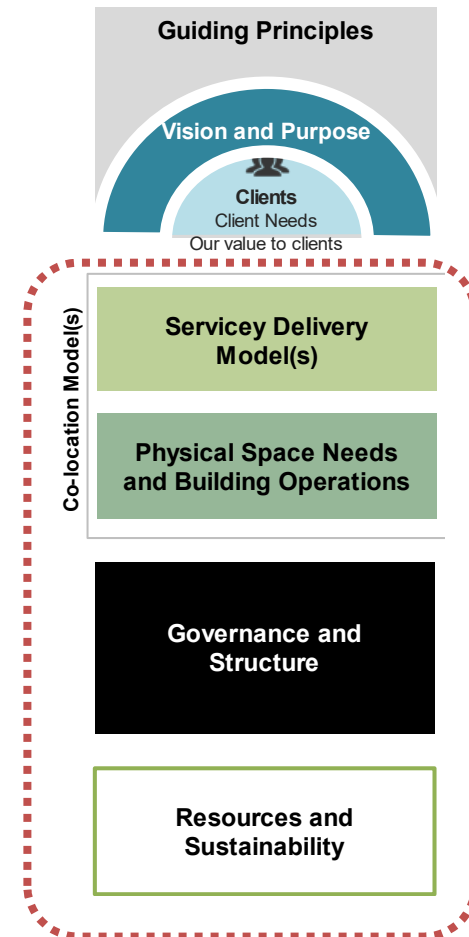 Guiding Principles
Vision and Purpose
Clients
Client Needs
Our value to clients
Co-location Model(s)
Servicey Delivery
Model(s)
Physical Space Needs
and Building Operations
Governance and
Structure
Resources and
Sustainability